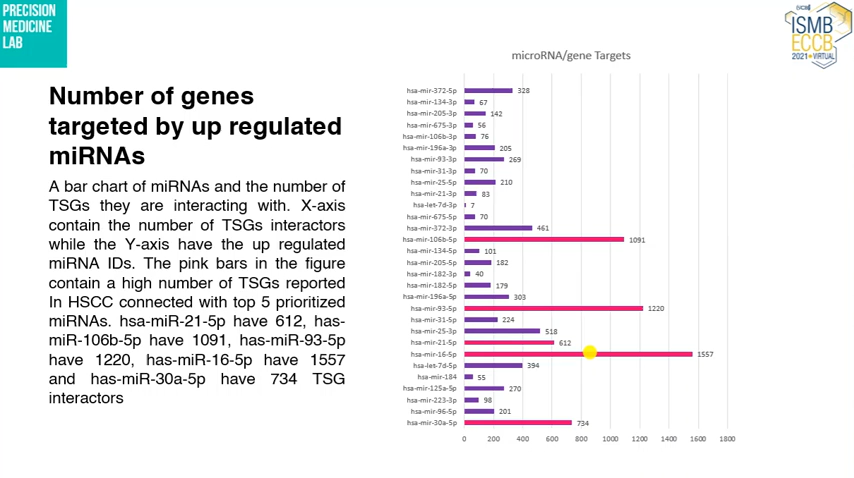 PRECISION
MEDICINE
LAB
ISCB
ISMB
ECCB
2021 • VIRTUAL
Number of genes
targeted by up regulated
miRNAs
A bar chart of miRNAs and the number of
TSGs they are interacting with. X-axis
contain the number of TSGs interactors
while the Y-axis have the up regulated
miRNA IDs. The pink bars in the figure
contain a high number of TSGs reported
In HSCC connected with top 5 prioritized
miRNAs. hsa-miR-21-5p have 612, has-
miR-106b-5p have 1091, has-miR-93-5p
have 1220, has-miR-16-5p have 1557
and has-miR-30a-5p have 734 TSG
interactors
microRNA/gene Targets
hsa-mir-372-5p 328
hsa-mir-134-3p 67
hsa-mir-205-3p 142
hsa-mir-675-3p 56
hsa-mir-106b-3p 76
hsa-mir-196a-3p 205
hsa-mir-93-3p 269
hsa-mir-31-3p 70
hsa-mir-25-5p 210
hsa-mir-21-3p 83
hsa-let-7d-3p 7
hsa-mir-675-5p 70
hsa-mir-372-3p 461
hsa-mir-106b-5p 1091
hsa-mir-134-5p 101
hsa-mir-205-5p 182
hsa-mir-182-3p 40
hsa-mir-182-5p 179
hsa-mir-196a-5p 303
hsa-mir-93-5p 1220
hsa-mir-31-5p 224
hsa-mir-25-3p 518
hsa-mir-21-5p 612
hsa-mir-16-5p 1557
hsa-let-7d-5p 394
hsa-mir-184 55
hsa-mir-125a-5p 270
hsa-mir-223-3p 98
hsa-mir-96-5p 201
hsa-mir-30a-5p 734
0 200 400 600 800 1000 1200 1400 1600 1800